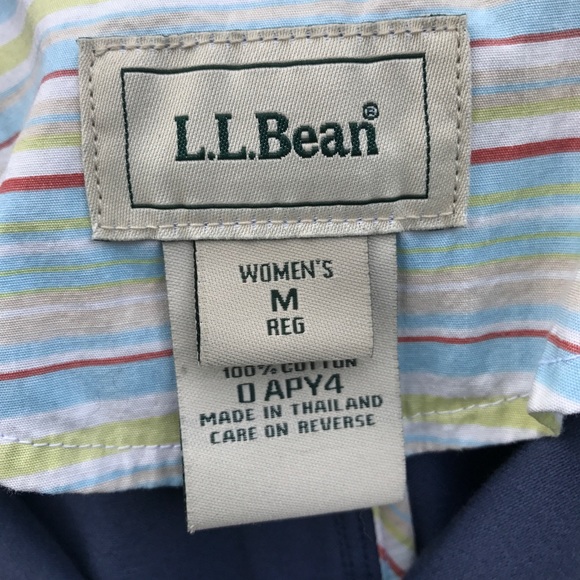 L.L.Bean®
WOMEN'S
M
REG
100% COTTON
0 APY4
MADE IN THAILAND
CARE ON REVERSE